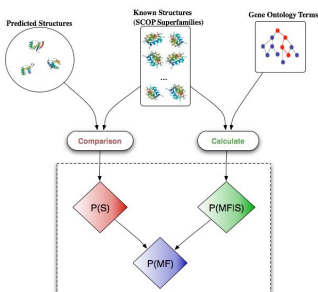 Predicted Structures
Known Structures
(SCOP Superfamilies)
Gene Ontology Terms
...
Comparison
Calculate
P(S)
P(MF|S)
P(MF)